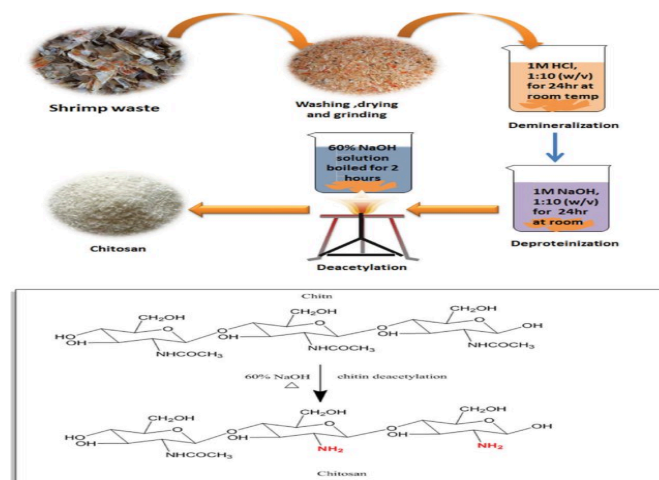 Shrimp waste
Washing ,drying
and grinding
1M HCl,
1:10 (w/v)
for 24hr at
room temp
Demineralization
60% NaOH
solution
boiled for 2
hours
Chitosan
Deacetylation
1M NaOH,
1:10 (w/v)
for 24hr
at room
Deproteinization
Chitn
CH₂OH CH₂OH CH₂OH
HO O O O O O OH
OH OH OH
NHCOCH₃ NHCOCH₃ NHCOCH₃
60% NaOH chitin deacetylation
△
CH₂OH CH₂OH CH₂OH
HO O O O O O OH
OH OH OH
NHCOCH₃ NH₂ NH₂
Chitosan